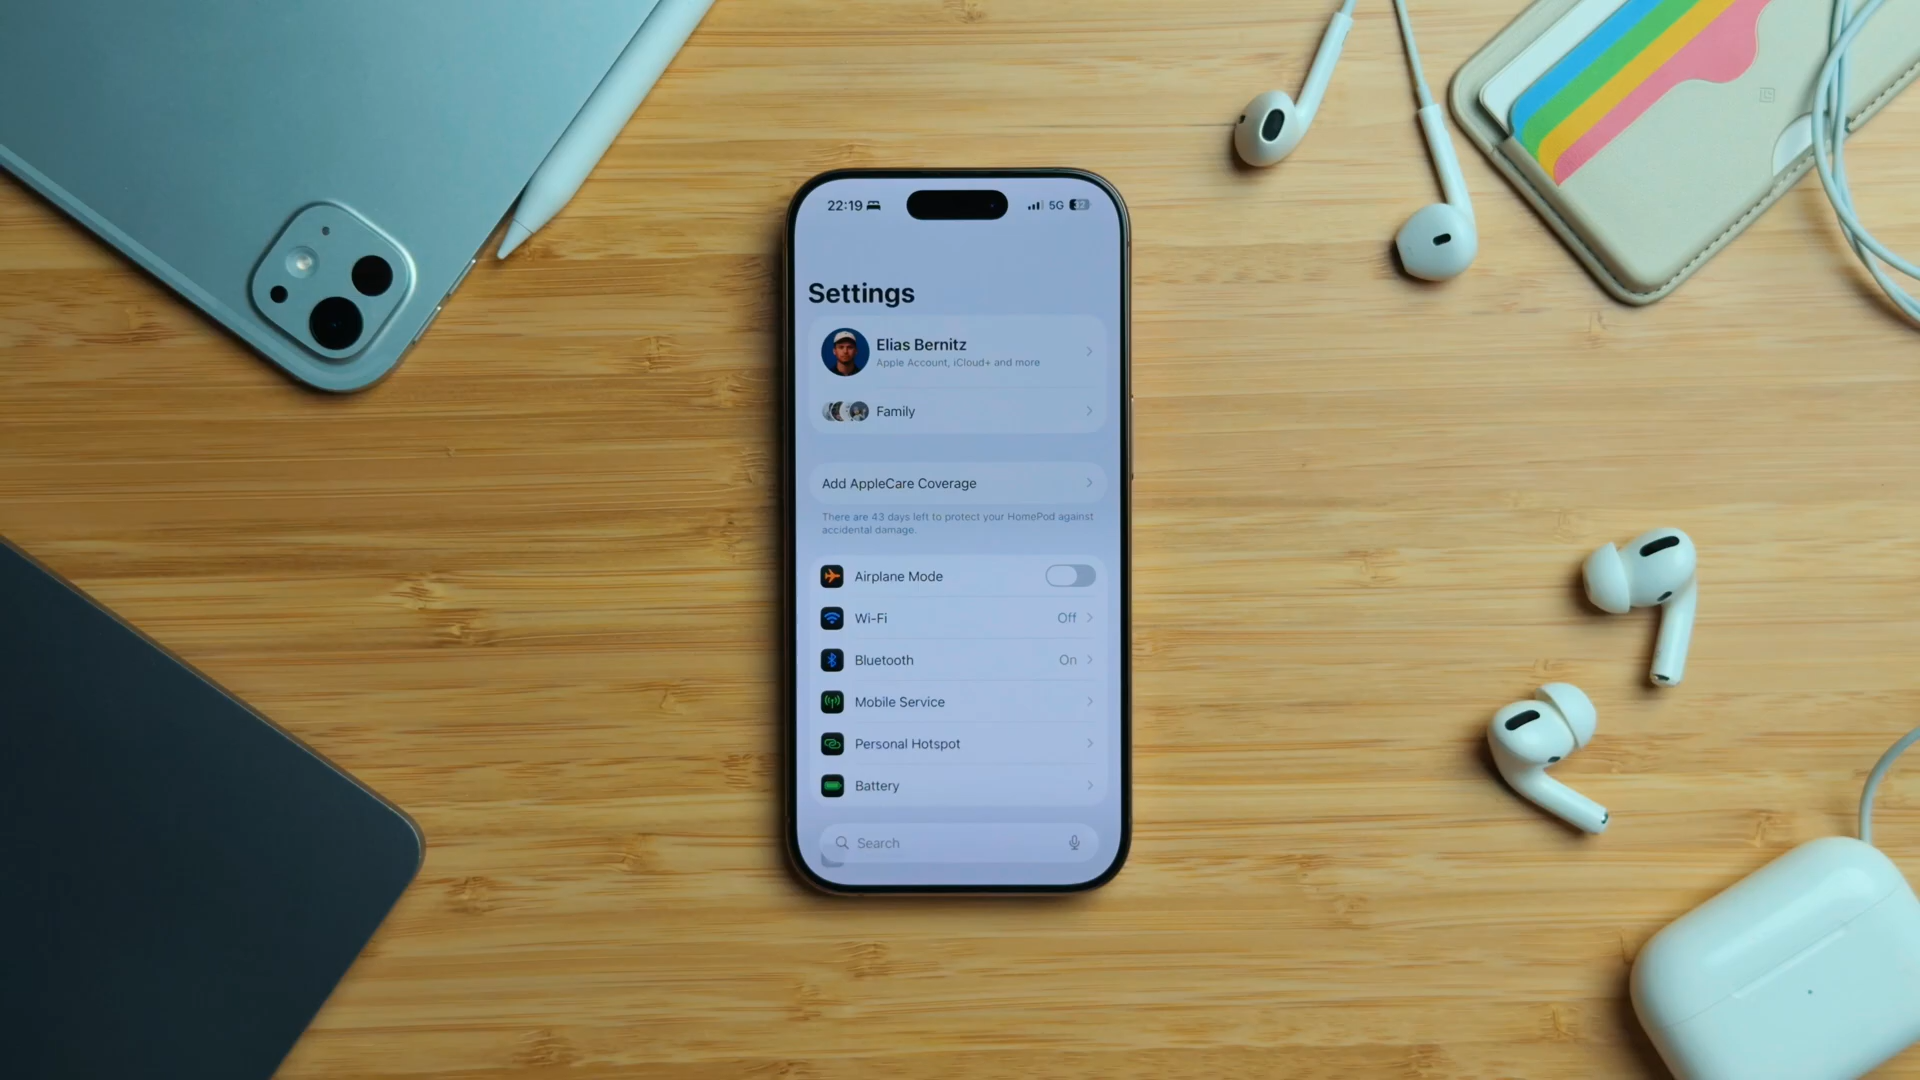 22:19
5G
Settings
Elias Bernitz
Apple Account, iCloud+ and more
Family
Add AppleCare Coverage
There are 43 days left to protect your HomePod against
accidental damage.
Airplane Mode
Wi-Fi Off
Bluetooth On
Mobile Service
Personal Hotspot
Battery
Search